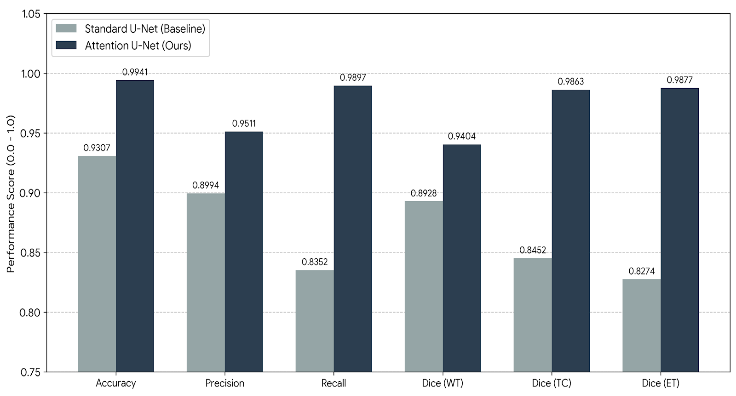 1.05
Standard U-Net (Baseline)
Attention U-Net (Ours)
1.00
0.95
0.90
0.85
0.80
0.75
Performance Score (0.0 - 1.0)
0.9307
0.9941
0.8994
0.9511
0.8352
0.9897
0.8928
0.9404
0.8452
0.9863
0.8274
0.9877
Accuracy
Precision
Recall
Dice (WT)
Dice (TC)
Dice (ET)